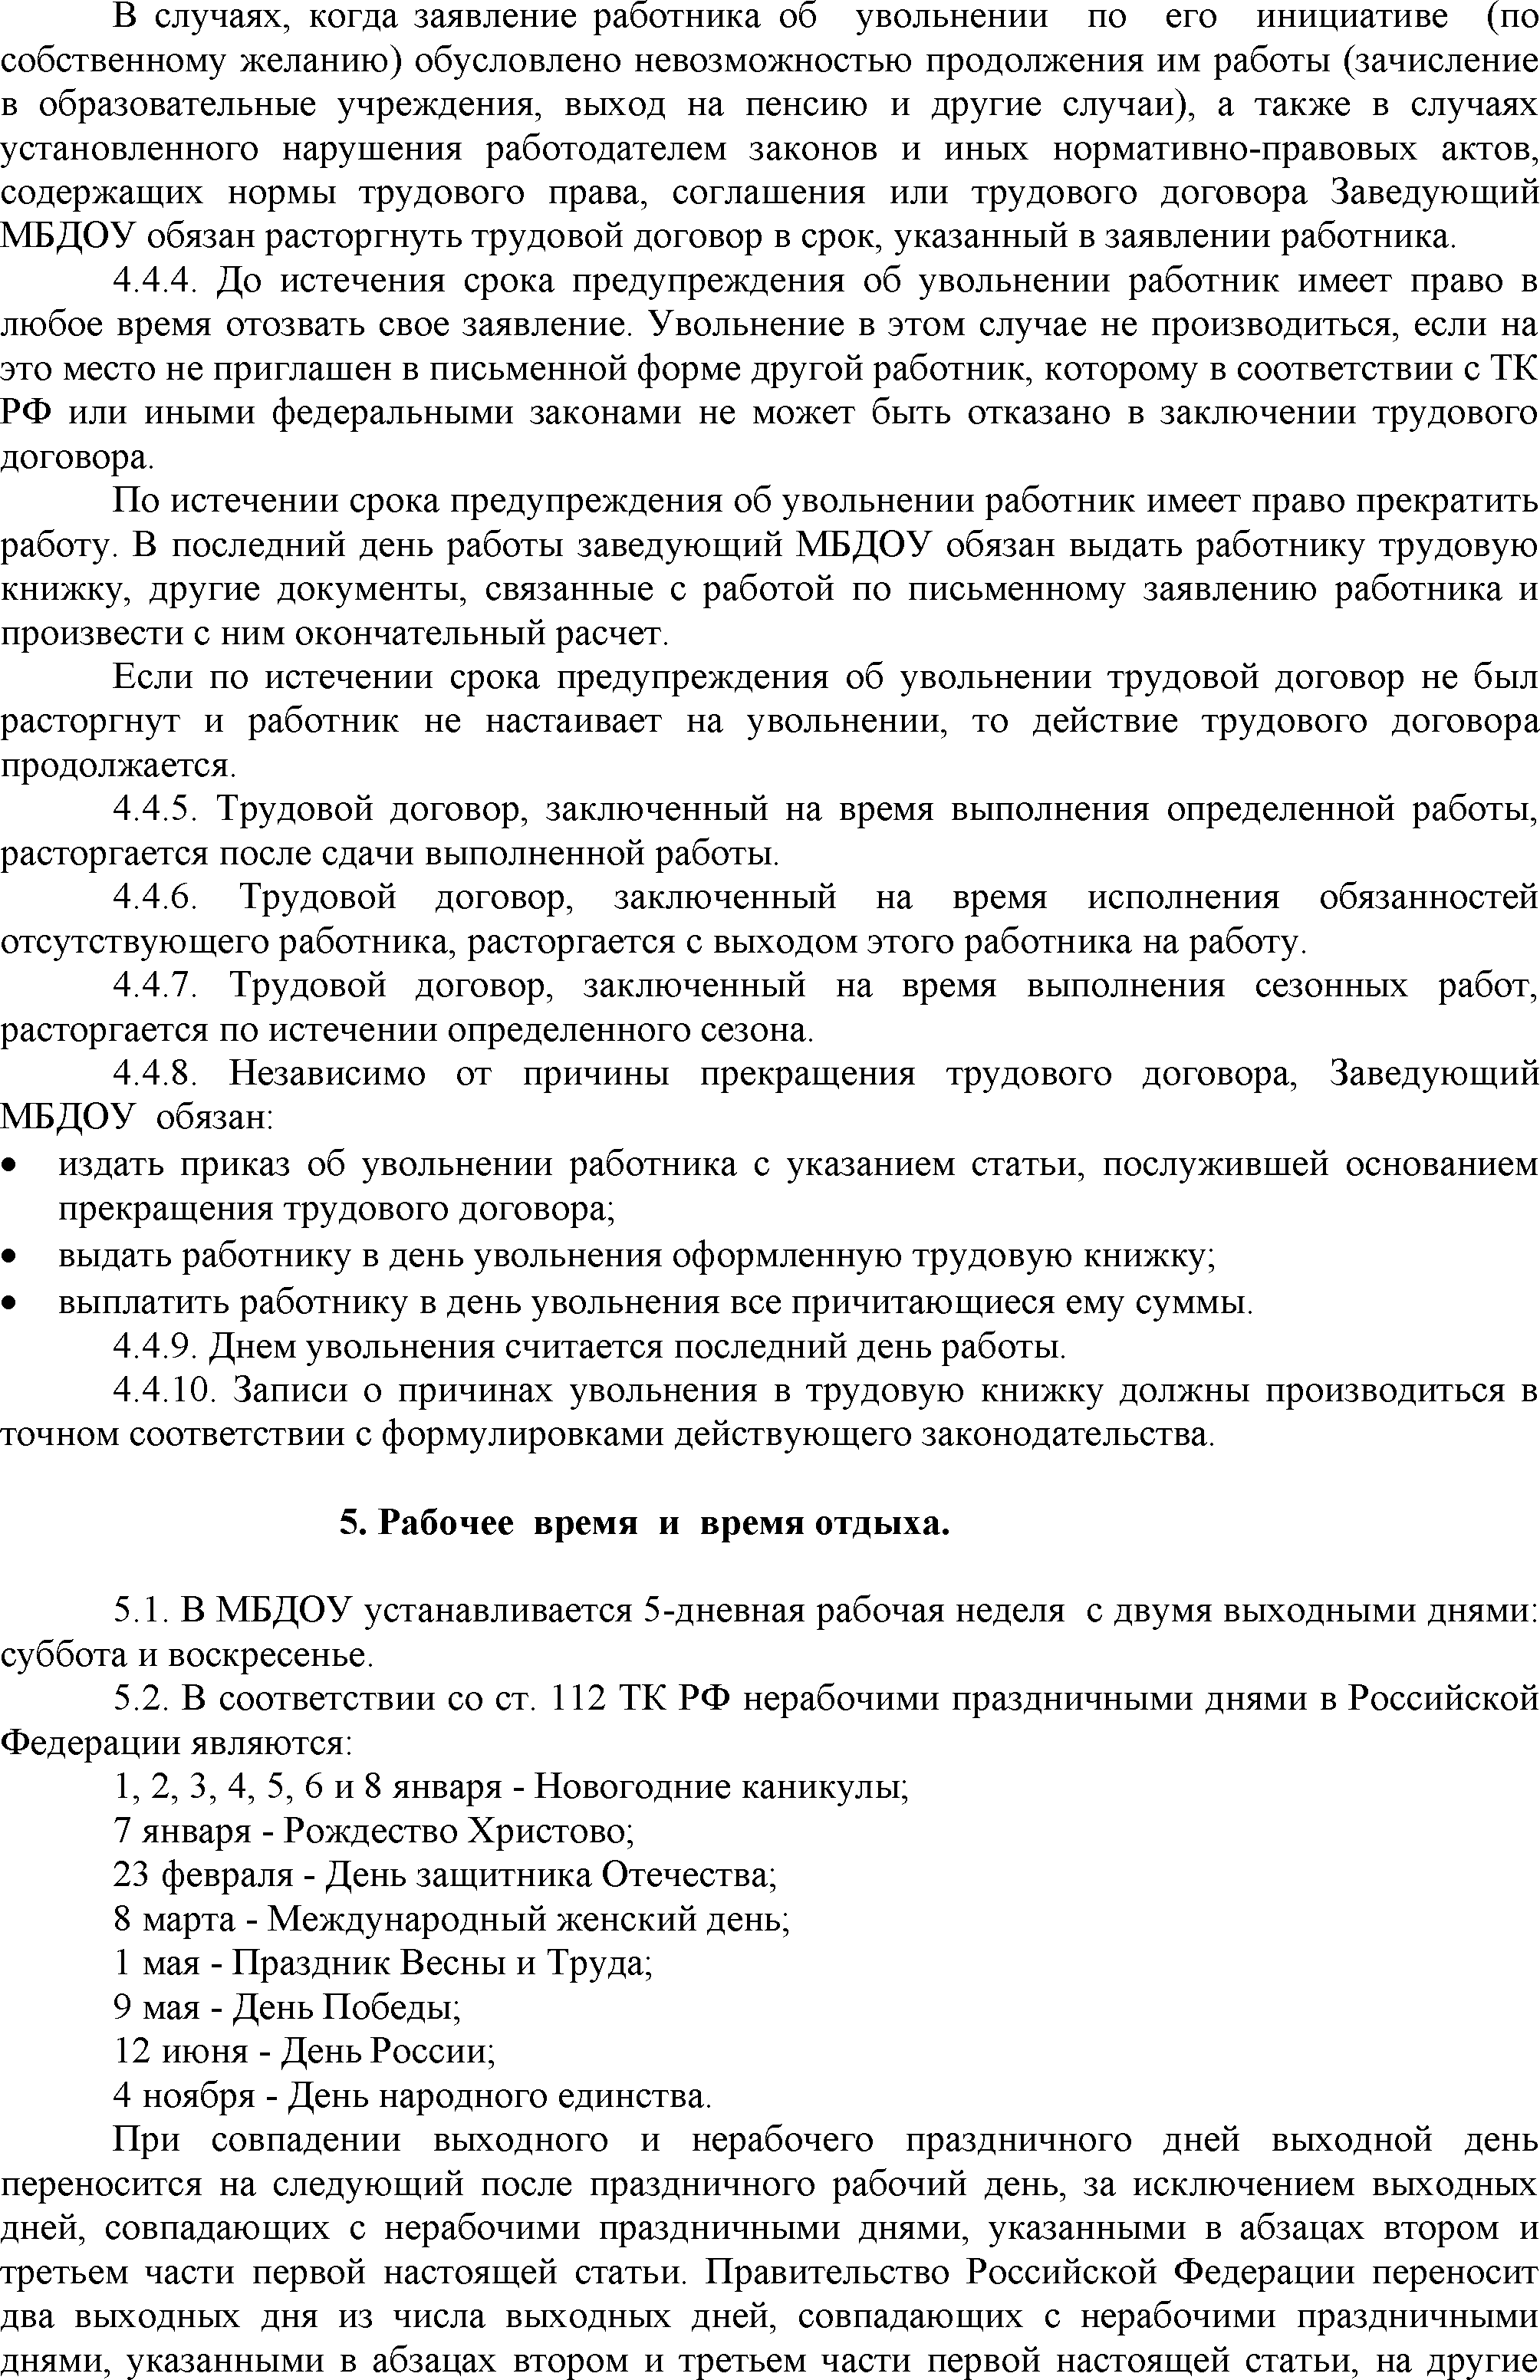 В случаях, когда заявление работника об увольнении по его инициативе (по
собственному желанию) обусловлено невозможностью продолжения им работы (зачисление
в образовательные учреждения, выход на пенсию и другие случаи), а также в случаях
установленного нарушения работодателем законов и иных нормативно-правовых актов,
содержащих нормы трудового права, соглашения или трудового договора Заведующий
МБДОУ обязан расторгнуть трудовой договор в срок, указанный в заявлении работника.
4.4.4. До истечения срока предупреждения об увольнении работник имеет право в
любое время отозвать свое заявление. Увольнение в этом случае не производиться, если на
это место не приглашен в письменной форме другой работник, которому в соответствии с ТК
РФ или иными федеральными законами не может быть отказано в заключении трудового
договора.
По истечении срока предупреждения об увольнении работник имеет право прекратить
работу. В последний день работы заведующий МБДОУ обязан выдать работнику трудовую
книжку, другие документы, связанные с работой по письменному заявлению работника и
произвести с ним окончательный расчет.
Если по истечении срока предупреждения об увольнении трудовой договор не был
расторгнут и работник не настаивает на увольнении, то действие трудового договора
продолжается.
4.4.5. Трудовой договор, заключенный на время выполнения определенной работы,
расторгается после сдачи выполненной работы.
4.4.6. Трудовой договор, заключенный на время исполнения обязанностей
отсутствующего работника, расторгается с выходом этого работника на работу.
4.4.7. Трудовой договор, заключенный на время выполнения сезонных работ,
расторгается по истечении определенного сезона.
4.4.8. Независимо от причины прекращения трудового договора, Заведующий
МБДОУ обязан:
• издать приказ об увольнении работника с указанием статьи, послужившей основанием
прекращения трудового договора;
• выдать работнику в день увольнения оформленную трудовую книжку;
• выплатить работнику в день увольнения все причитающиеся ему суммы.
4.4.9. Днем увольнения считается последний день работы.
4.4.10. Записи о причинах увольнения в трудовую книжку должны производиться в
точном соответствии с формулировками действующего законодательства.
5. Рабочее время и время отдыха.
5.1. В МБДОУ устанавливается 5-дневная рабочая неделя с двумя выходными днями:
суббота и воскресенье.
5.2. В соответствии со ст. 112 ТК РФ нерабочими праздничными днями в Российской
Федерации являются:
1, 2, 3, 4, 5, 6 и 8 января - Новогодние каникулы;
7 января - Рождество Христово;
23 февраля - День защитника Отечества;
8 марта - Международный женский день;
1 мая - Праздник Весны и Труда;
9 мая - День Победы;
12 июня - День России;
4 ноября - День народного единства.
При совпадении выходного и нерабочего праздничного дней выходной день
переносится на следующий после праздничного рабочий день, за исключением выходных
дней, совпадающих с нерабочими праздничными днями, указанными в абзацах втором и
третьем части первой настоящей статьи. Правительство Российской Федерации переносит
два выходных дня из числа выходных дней, совпадающих с нерабочими праздничными
днями, указанными в абзацах втором и третьем части первой настоящей статьи, на другие